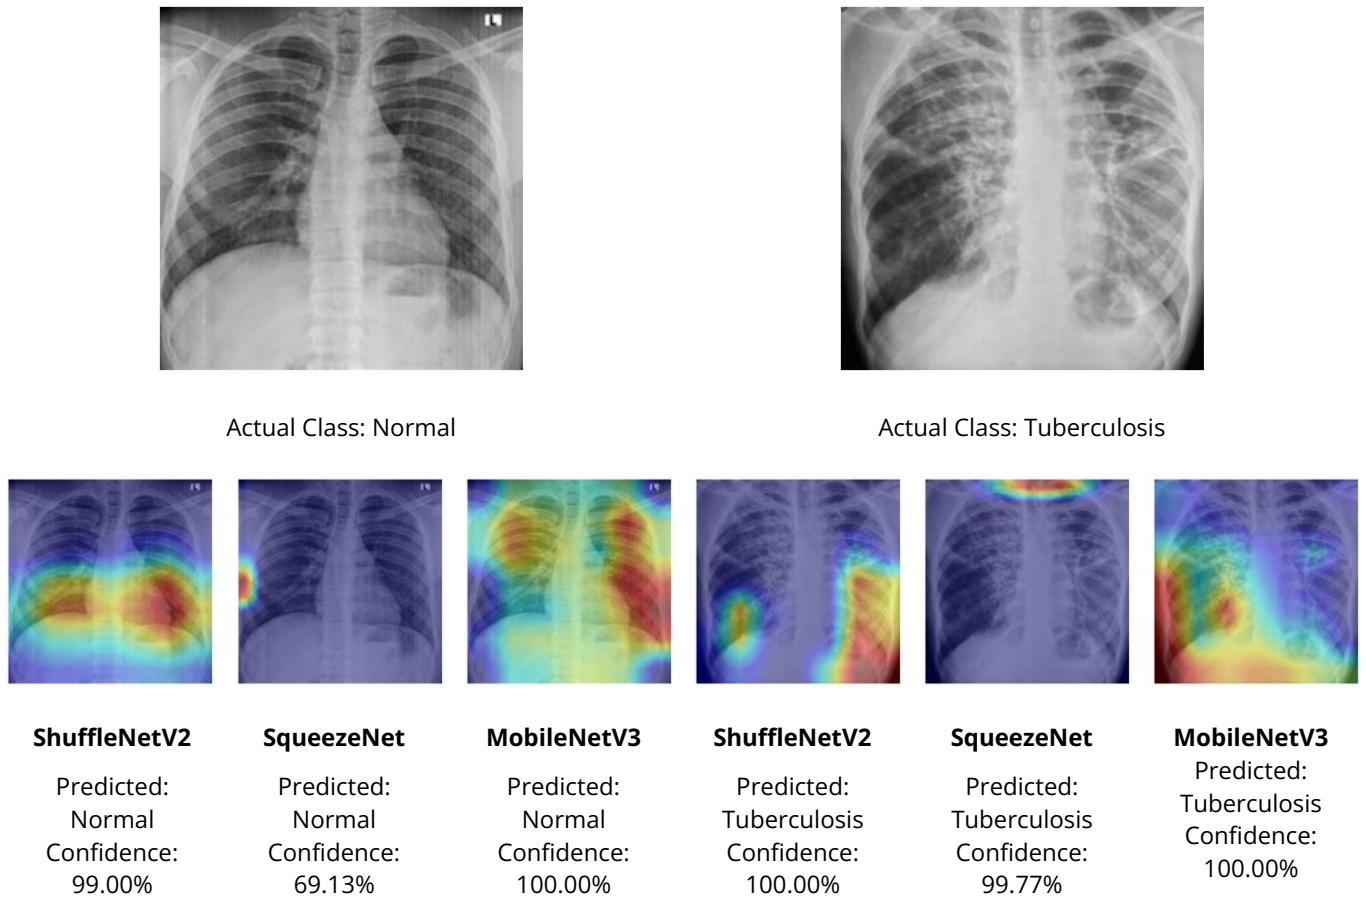 L
Actual Class: Normal
Actual Class: Tuberculosis
ShuffleNetV2
Predicted:
Normal
Confidence:
99.00%
SqueezeNet
Predicted:
Normal
Confidence:
69.13%
MobileNetV3
Predicted:
Normal
Confidence:
100.00%
ShuffleNetV2
Predicted:
Tuberculosis
Confidence:
100.00%
SqueezeNet
Predicted:
Tuberculosis
Confidence:
99.77%
MobileNetV3
Predicted:
Tuberculosis
Confidence:
100.00%